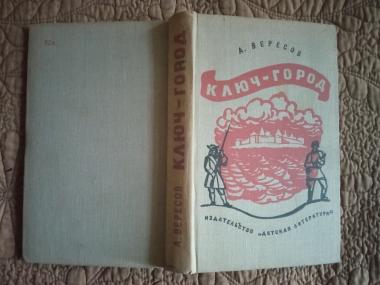 А. ВЕРЕСОВ
КЛЮЧ-ГОРОД
ИЗДАТЕЛЬСТВО «ДЕТСКАЯ ЛИТЕРАТУРА»
А. ВЕРЕСОВ КЛЮЧ-ГОРОД